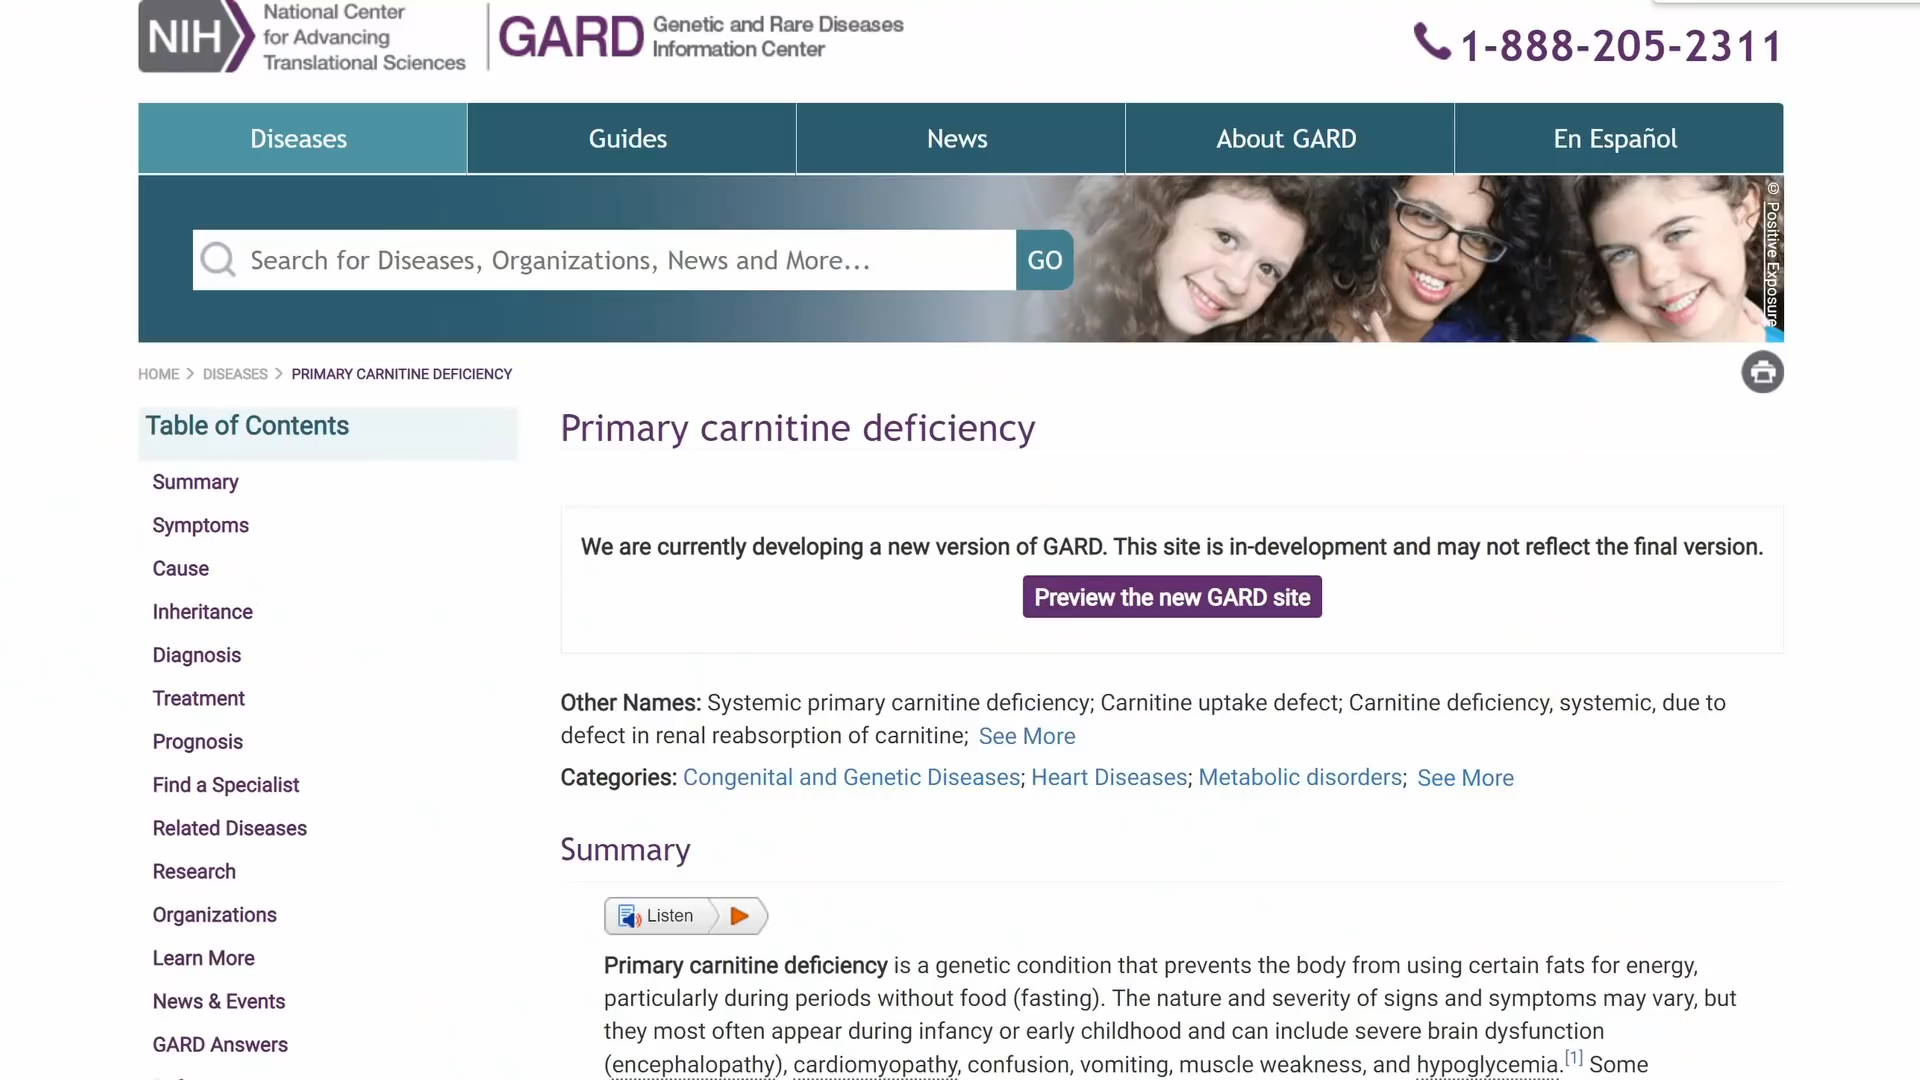 NIH
National Center
for Advancing
Translational Sciences
GARD
Genetic and Rare Diseases
Information Center
1-888-205-2311
Diseases
Guides
News
About GARD
En Español
Search for Diseases, Organizations, News and More...
GO
© Positive Exposure
HOME > DISEASES > PRIMARY CARNITINE DEFICIENCY
Table of Contents
Summary
Symptoms
Cause
Inheritance
Diagnosis
Treatment
Prognosis
Find a Specialist
Related Diseases
Research
Organizations
Learn More
News & Events
GARD Answers
Primary carnitine deficiency
We are currently developing a new version of GARD. This site is in-development and may not reflect the final version.
Preview the new GARD site
Other Names: Systemic primary carnitine deficiency; Carnitine uptake defect; Carnitine deficiency, systemic, due to
defect in renal reabsorption of carnitine; See More
Categories: Congenital and Genetic Diseases; Heart Diseases; Metabolic disorders; See More
Summary
Listen
Primary carnitine deficiency is a genetic condition that prevents the body from using certain fats for energy,
particularly during periods without food (fasting). The nature and severity of signs and symptoms may vary, but
they most often appear during infancy or early childhood and can include severe brain dysfunction
(encephalopathy), cardiomyopathy, confusion, vomiting, muscle weakness, and hypoglycemia.[1] Some